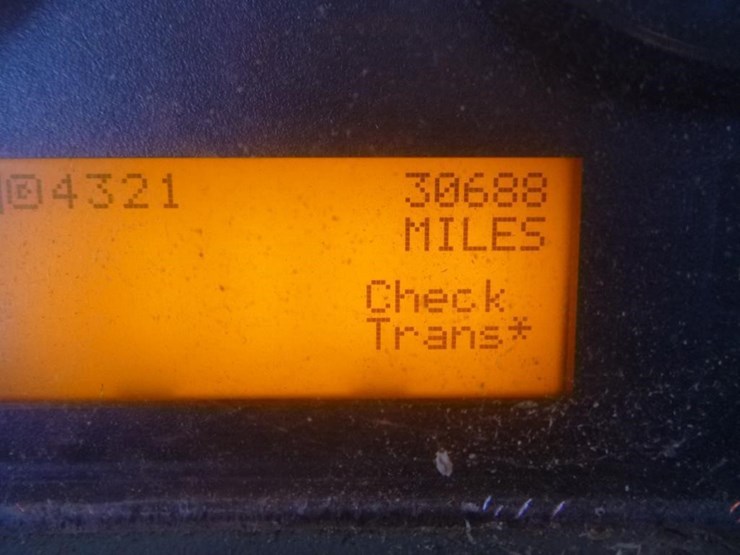 4321
30688
MILES
Check
Trans*